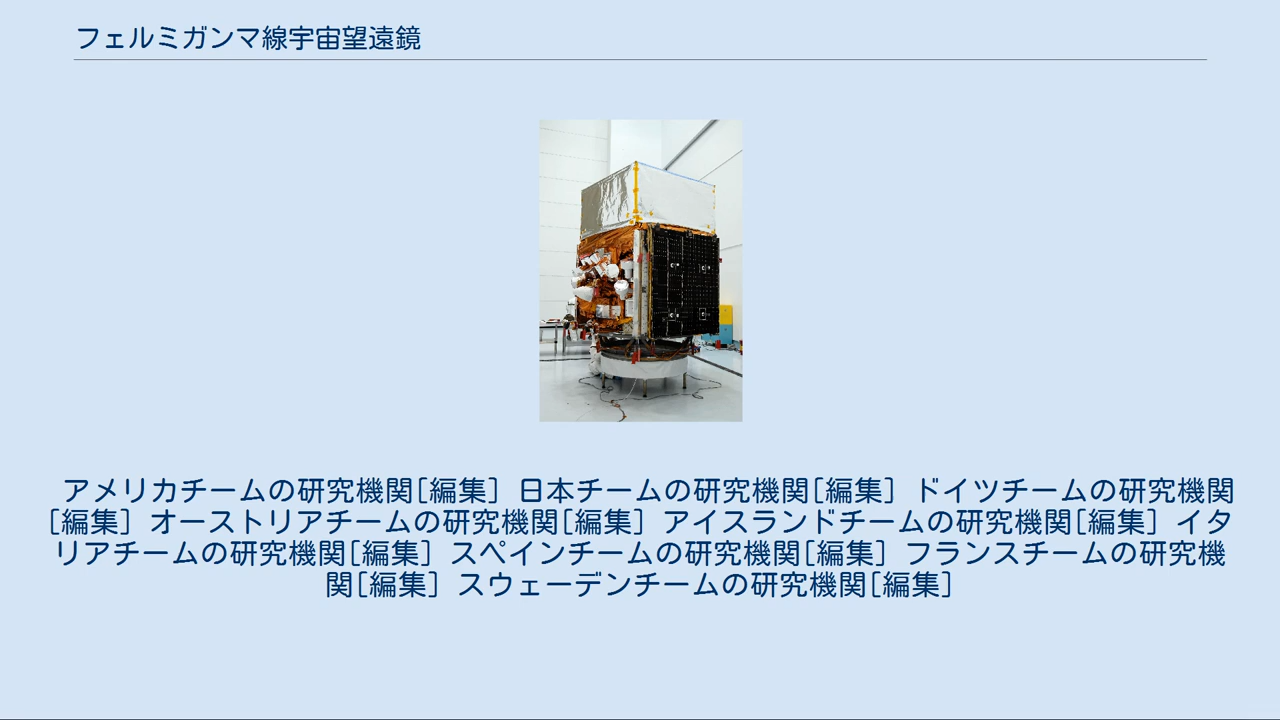 フェルミガンマ線宇宙望遠鏡
アメリカチームの研究機関[編集] 日本チームの研究機関[編集] ドイツチームの研究機関
[編集] オーストリアチームの研究機関[編集] アイスランドチームの研究機関[編集] イタ
リアチームの研究機関[編集] スペインチームの研究機関[編集] フランスチームの研究機
関[編集] スウェーデンチームの研究機関[編集]